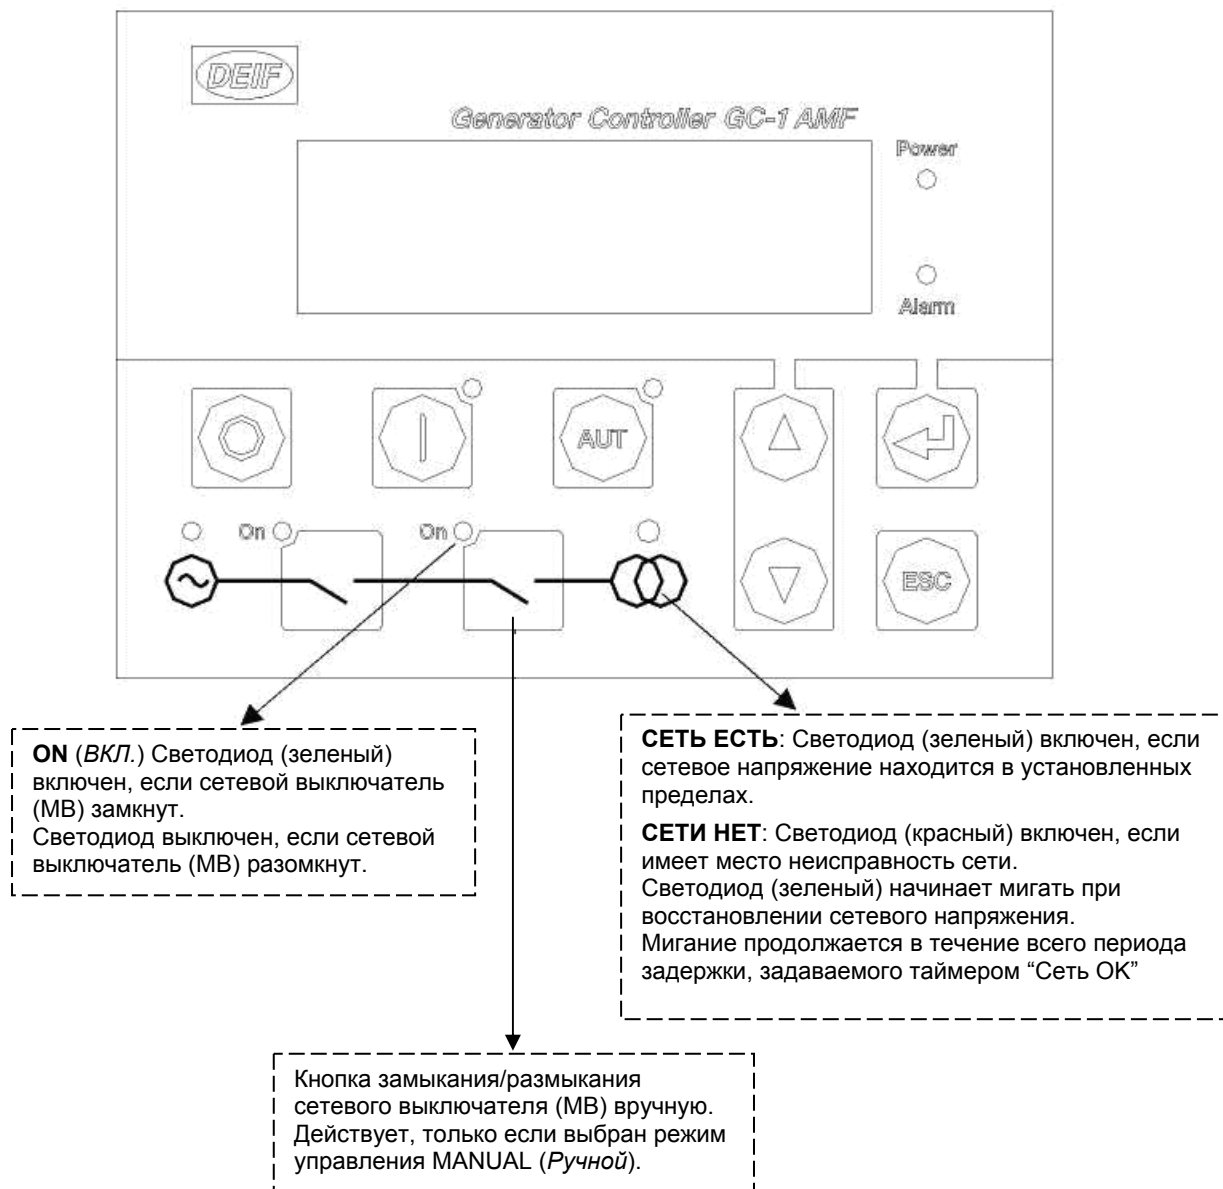 DEIF
Generator Controller GC-1 AMF
Power
Alarm
AUT
On
On
ESC
ON (ВКЛ.) Светодиод (зеленый)
включен, если сетевой выключатель
(MB) замкнут.
Светодиод выключен, если сетевой
выключатель (MB) разомкнут.
СЕТЬ ЕСТЬ: Светодиод (зеленый) включен, если
сетевое напряжение находится в установленных
пределах.
СЕТИ НЕТ: Светодиод (красный) включен, если
имеет место неисправность сети.
Светодиод (зеленый) начинает мигать при
восстановлении сетевого напряжения.
Мигание продолжается в течение всего периода
задержки, задаваемого таймером “Сеть OK”
Кнопка замыкания/размыкания
сетевого выключателя (MB) вручную.
Действует, только если выбран режим
управления MANUAL (Ручной).